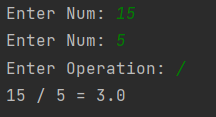 Enter Num: 15
Enter Num: 5
Enter Operation: /
15 / 5 = 3.0